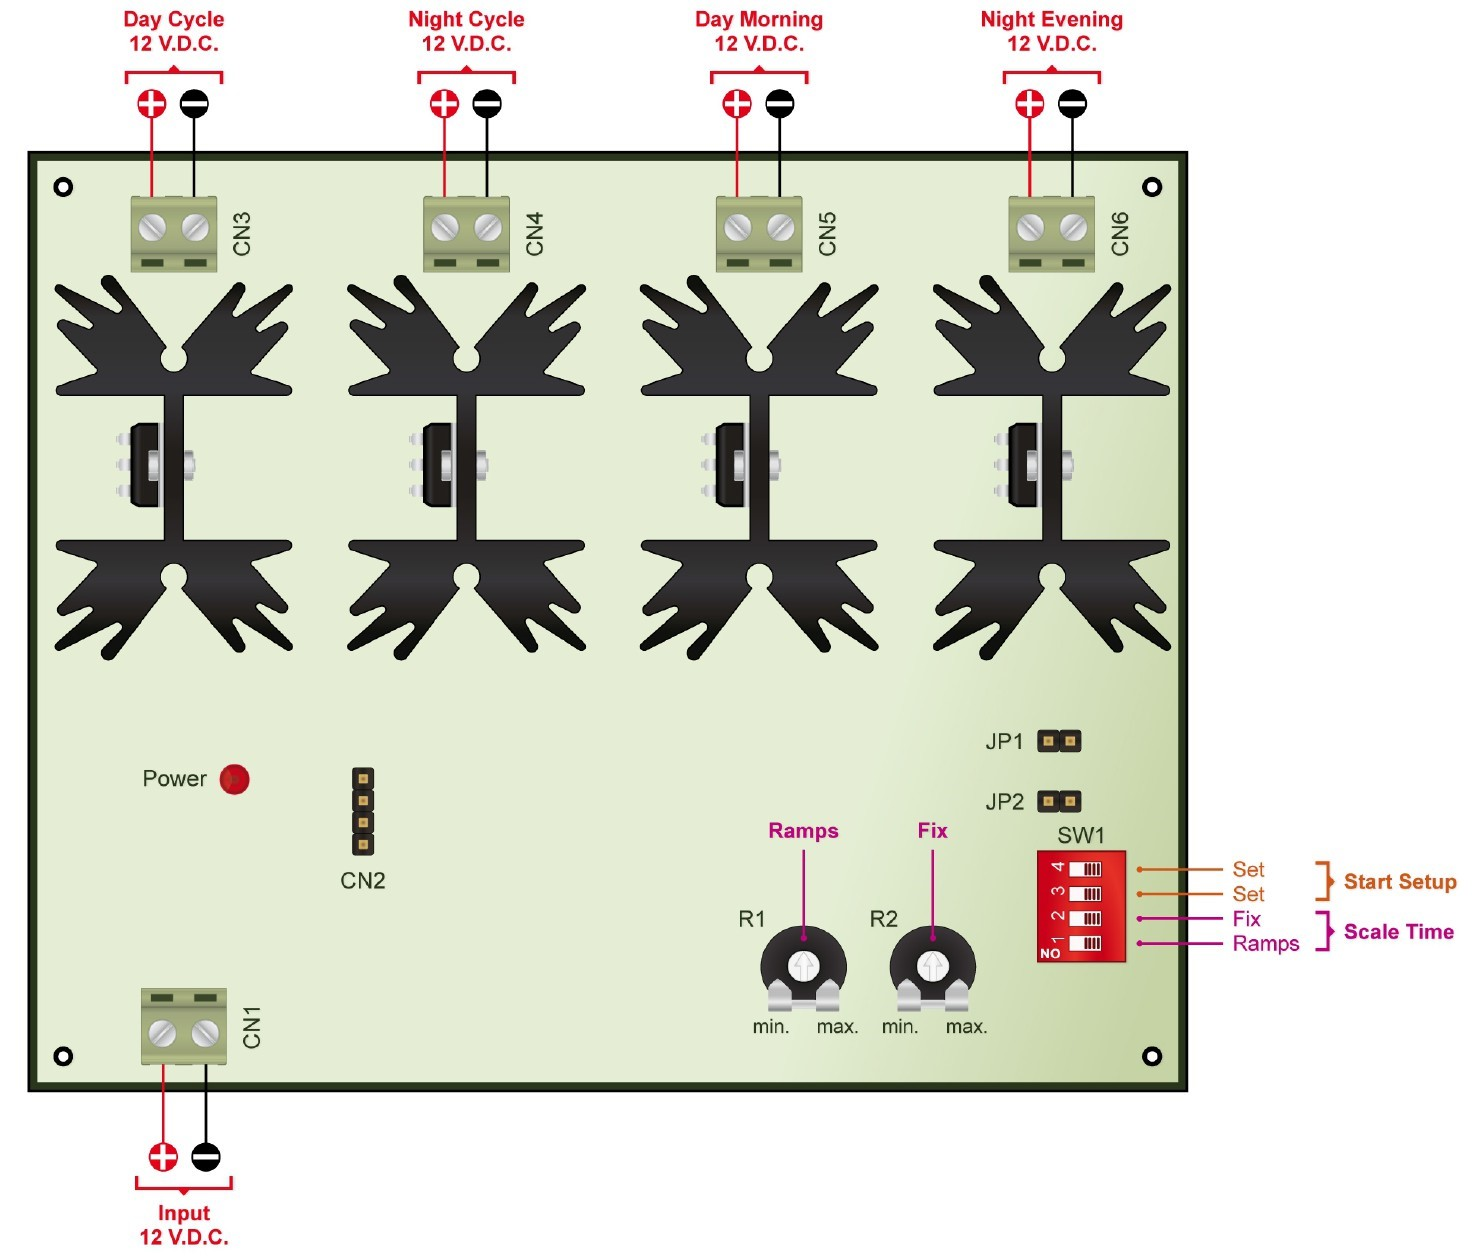 Day Cycle
12 V.D.C.
Night Cycle
12 V.D.C.
Day Morning
12 V.D.C.
Night Evening
12 V.D.C.
CN3
CN4
CN5
CN6
JP1
Power
JP2
Ramps
Fix
SW1
CN2
4
3
2
1
NO
Set
Set
Fix
Ramps
Start Setup
Scale Time
R1
R2
min.
max.
min.
max.
CN1
Input
12 V.D.C.